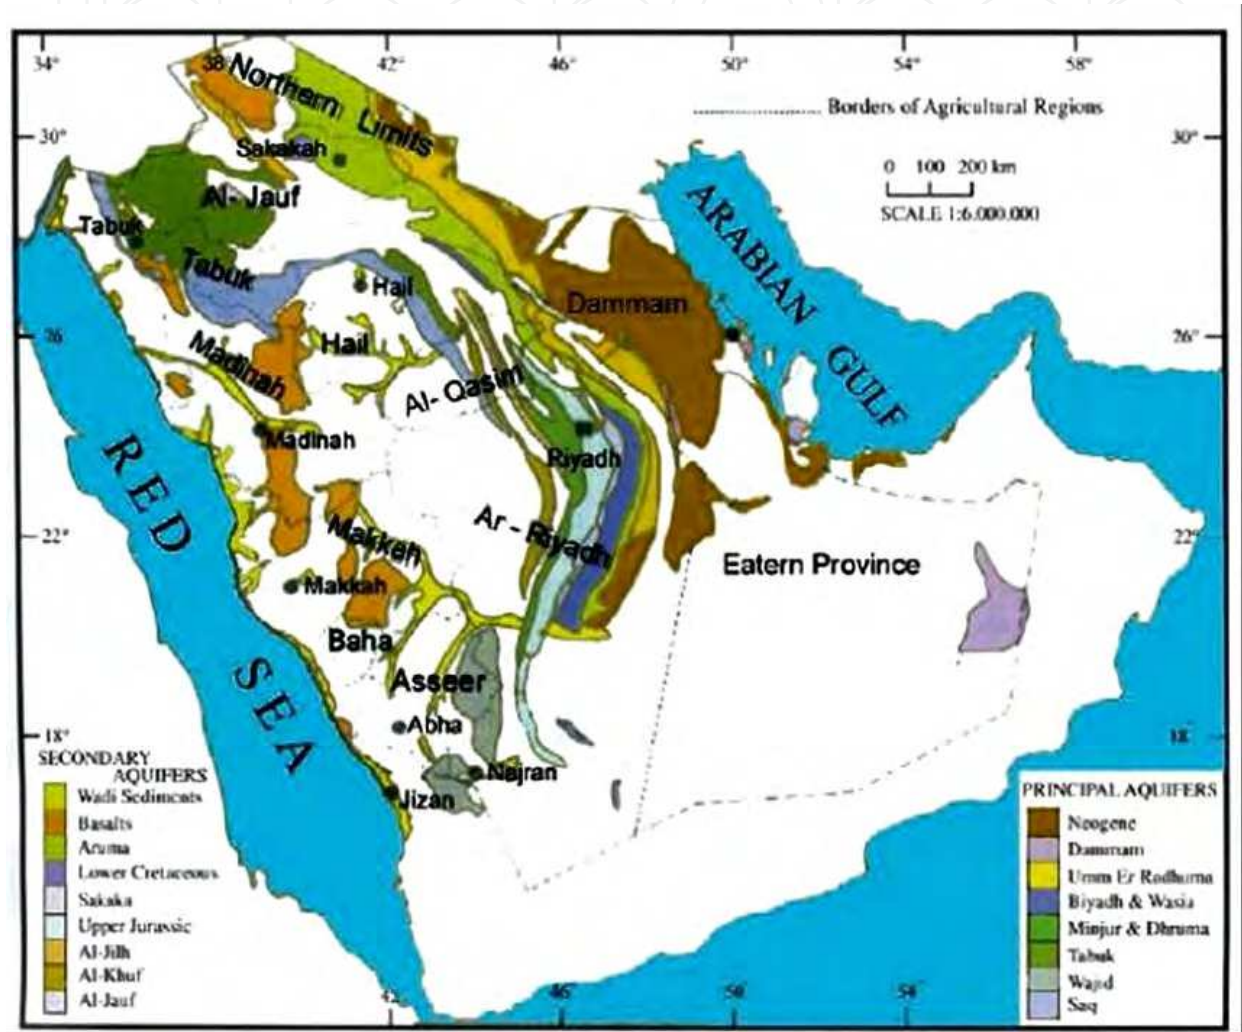 34°
38°
42°
46°
50°
54°
58°
Northern Limits
Borders of Agricultural Regions
30°
30°
Sakakah
0 100 200 km
SCALE 1:6.000.000
Al- Jauf
ARABIAN GULF
Tabuk
Tabuk
Hail
Dammam
26
26°
Hail
Madinah
Al- Qasim
Madinah
Riyadh
RED SEA
Ar - Riyadh
Makkah
22°
22°
Eatern Province
Makkah
Baha
Asseer
Abha
18°
18
Najran
Jizan
SECONDARY
AQUIFERS
Wadi Sediments
Basalts
Aruma
Lower Cretaceous
Sakaka
Upper Jurassic
Al-Jilh
Al-Khuf
Al-Jauf
PRINCIPAL AQUIFERS
Neogene
Dammam
Umm Er Radhuma
Biyadh & Wasia
Minjur & Dhruma
Tabuk
Wajid
Saq
42
46
50
54